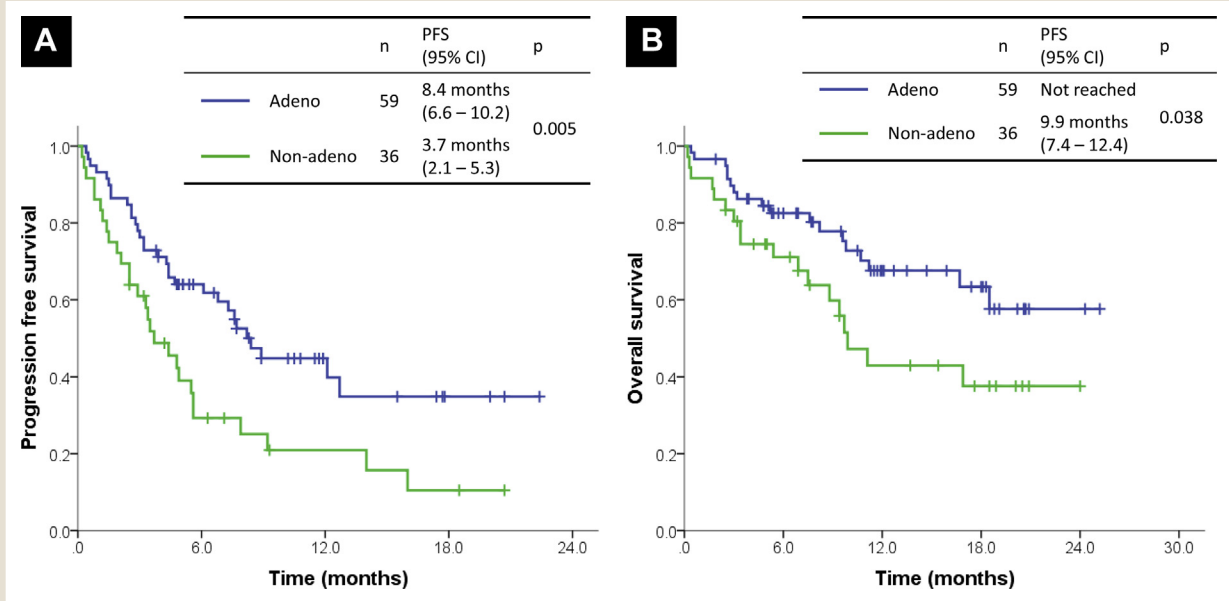 A
n PFS (95% CI) p
Adeno 59 8.4 months (6.6 – 10.2)
0.005
Non-adeno 36 3.7 months (2.1 – 5.3)
Progression free survival
1.0
0.8
0.6
0.4
0.2
0.0
.0 6.0 12.0 18.0 24.0
Time (months)
B
n PFS (95% CI) p
Adeno 59 Not reached
0.038
Non-adeno 36 9.9 months (7.4 – 12.4)
Overall survival
1.0
0.8
0.6
0.4
0.2
0.0
.0 6.0 12.0 18.0 24.0 30.0
Time (months)